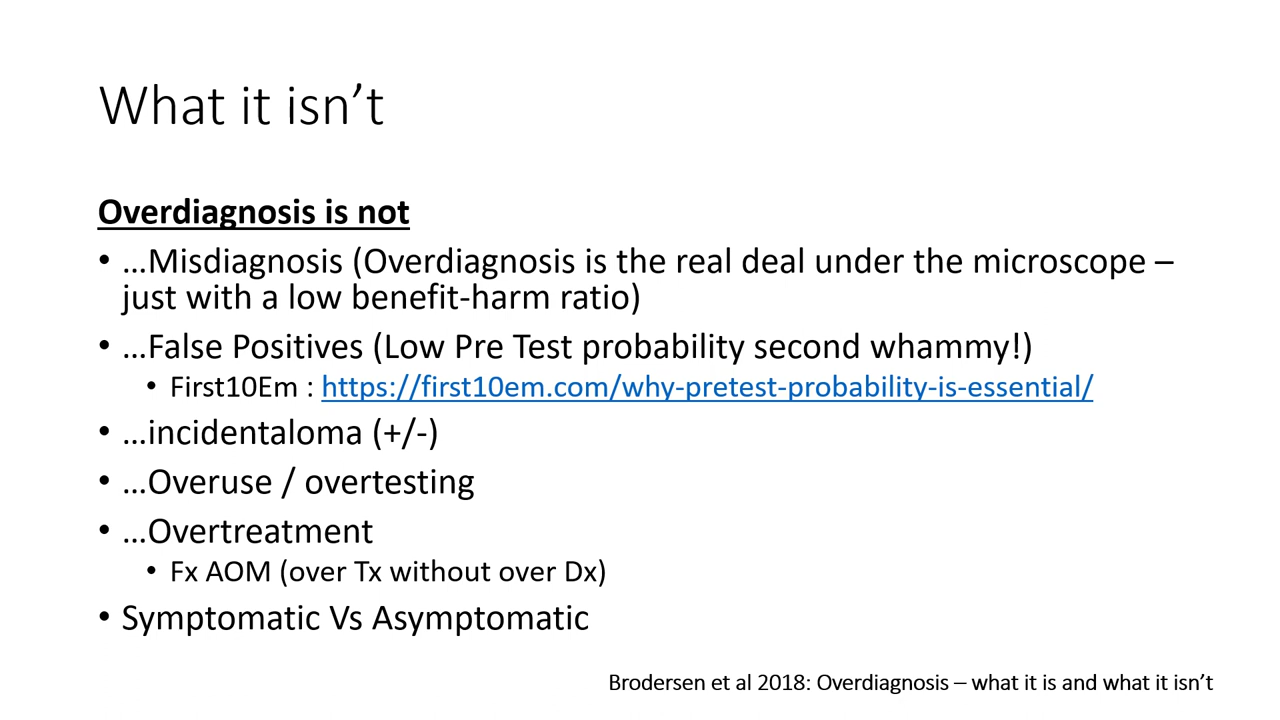 What it isn’t
Overdiagnosis is not
• …Misdiagnosis (Overdiagnosis is the real deal under the microscope –
just with a low benefit-harm ratio)
• …False Positives (Low Pre Test probability second whammy!)
• First10Em : https://first10em.com/why-pretest-probability-is-essential/
• …incidentaloma (+/-)
• …Overuse / overtesting
• …Overtreatment
• Fx AOM (over Tx without over Dx)
• Symptomatic Vs Asymptomatic
Brodersen et al 2018: Overdiagnosis – what it is and what it isn’t